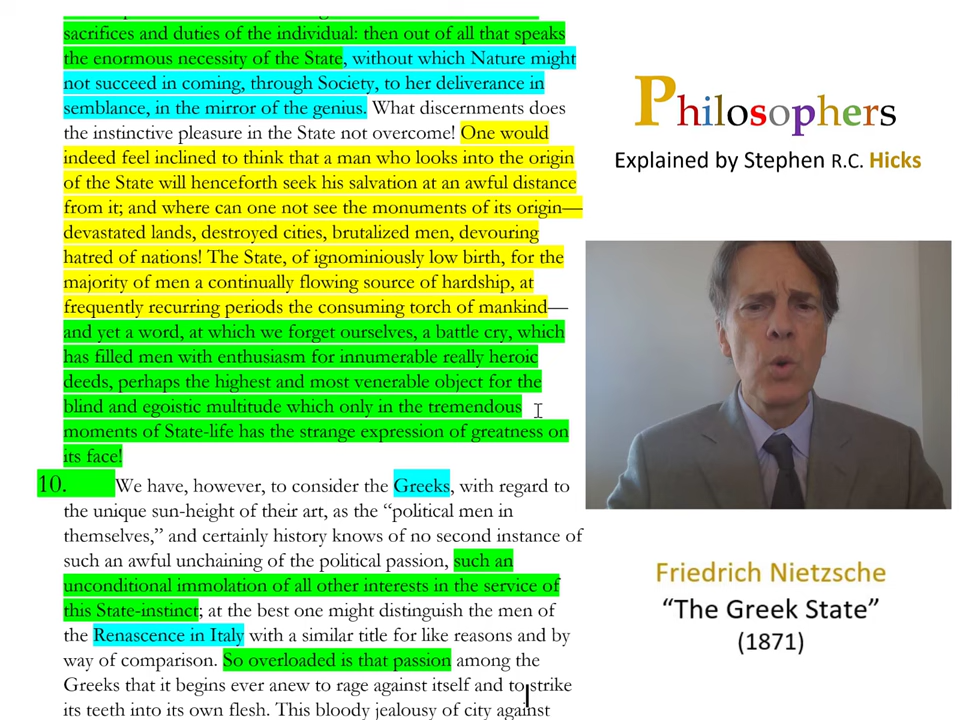 sacrifices and duties of the individual: then out of all that speaks
the enormous necessity of the State, without which Nature might
not succeed in coming, through Society, to her deliverance in
semblance, in the mirror of the genius. What discernments does
the instinctive pleasure in the State not overcome! One would
indeed feel inclined to think that a man who looks into the origin
of the State will henceforth seek his salvation at an awful distance
from it; and where can one not see the monuments of its origin—
devastated lands, destroyed cities, brutalized men, devouring
hatred of nations! The State, of ignominiously low birth, for the
majority of men a continually flowing source of hardship, at
frequently recurring periods the consuming torch of mankind—
and yet a word, at which we forget ourselves, a battle cry, which
has filled men with enthusiasm for innumerable really heroic
deeds, perhaps the highest and most venerable object for the
blind and egoistic multitude which only in the tremendous
moments of State-life has the strange expression of greatness on
its face!
10. We have, however, to consider the Greeks, with regard to
the unique sun-height of their art, as the “political men in
themselves,” and certainly history knows of no second instance of
such an awful unchaining of the political passion, such an
unconditional immolation of all other interests in the service of
this State-instinct; at the best one might distinguish the men of
the Renascence in Italy with a similar title for like reasons and by
way of comparison. So overloaded is that passion among the
Greeks that it begins ever anew to rage against itself and to strike
its teeth into its own flesh. This bloody jealousy of city against
Philosophers
Explained by Stephen R.C. Hicks
Friedrich Nietzsche
“The Greek State”
(1871)